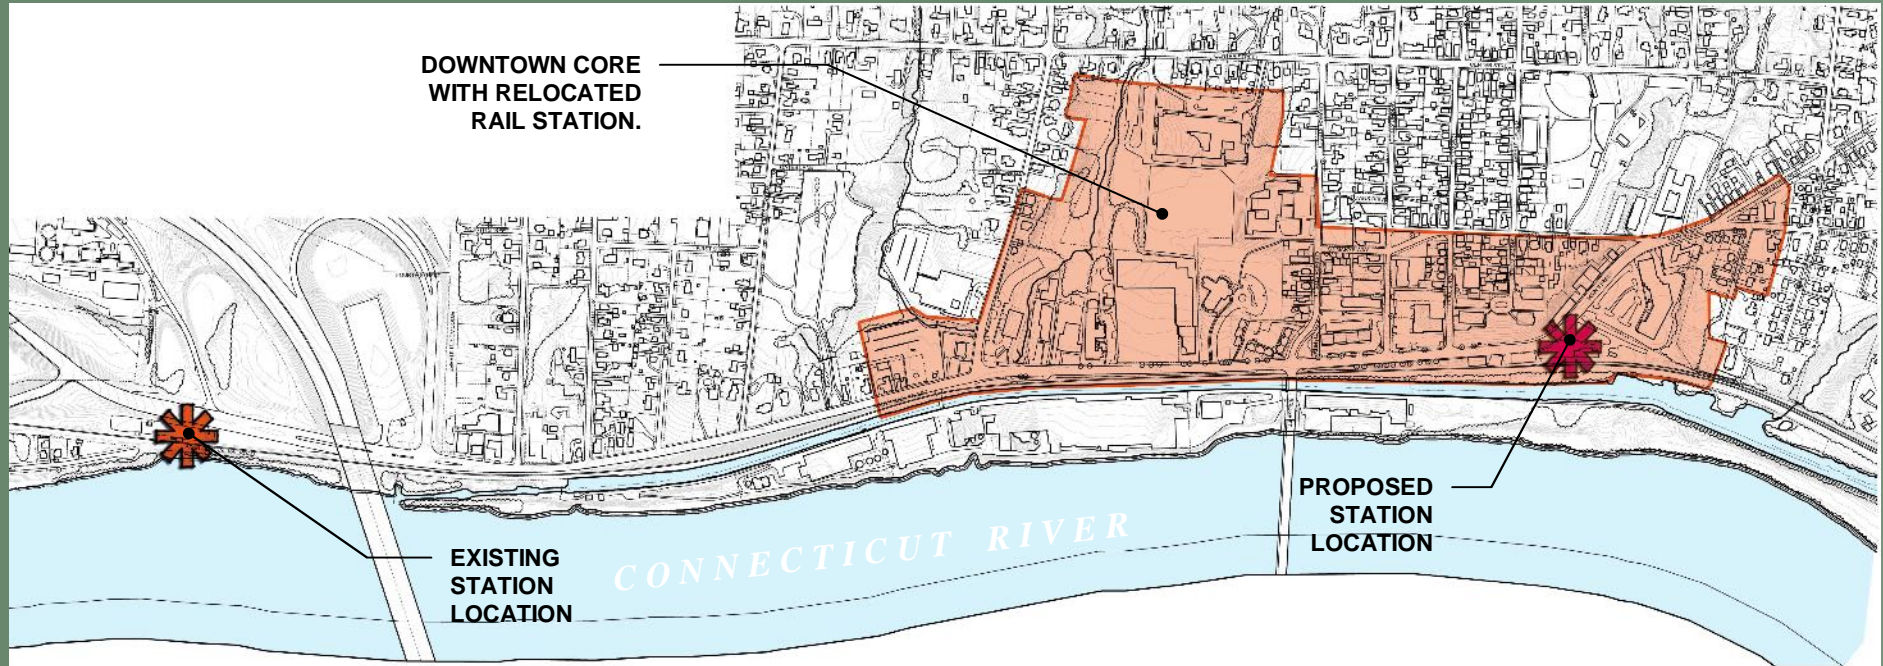 DOWNTOWN CORE
WITH RELOCATED
RAIL STATION.
PROPOSED
STATION
LOCATION
EXISTING
STATION
LOCATION
CONNECTICUT RIVER